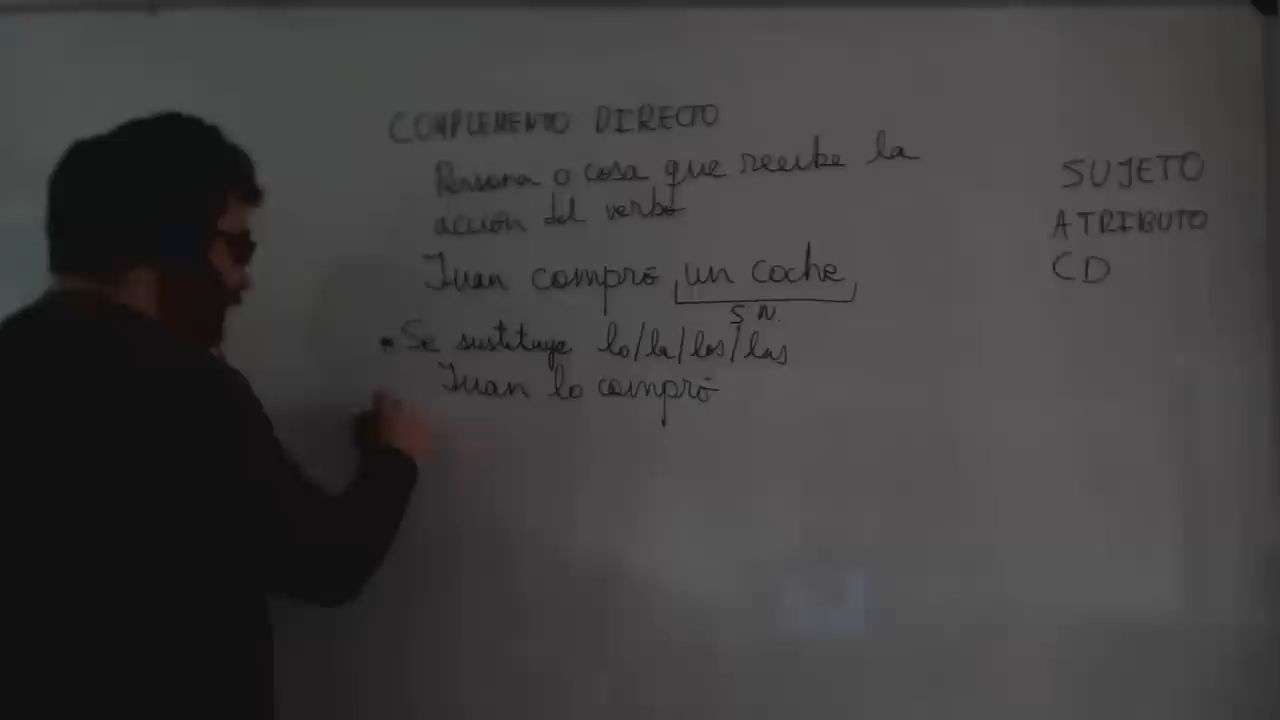 COMPLEMENTO DIRECTO
Persona o cosa que recibe la
acción del verbo
Juan compró un coche
S.N.
* Se sustituye lo/la/los/las
Juan lo compró
SUJETO
ATRIBUTO
CD